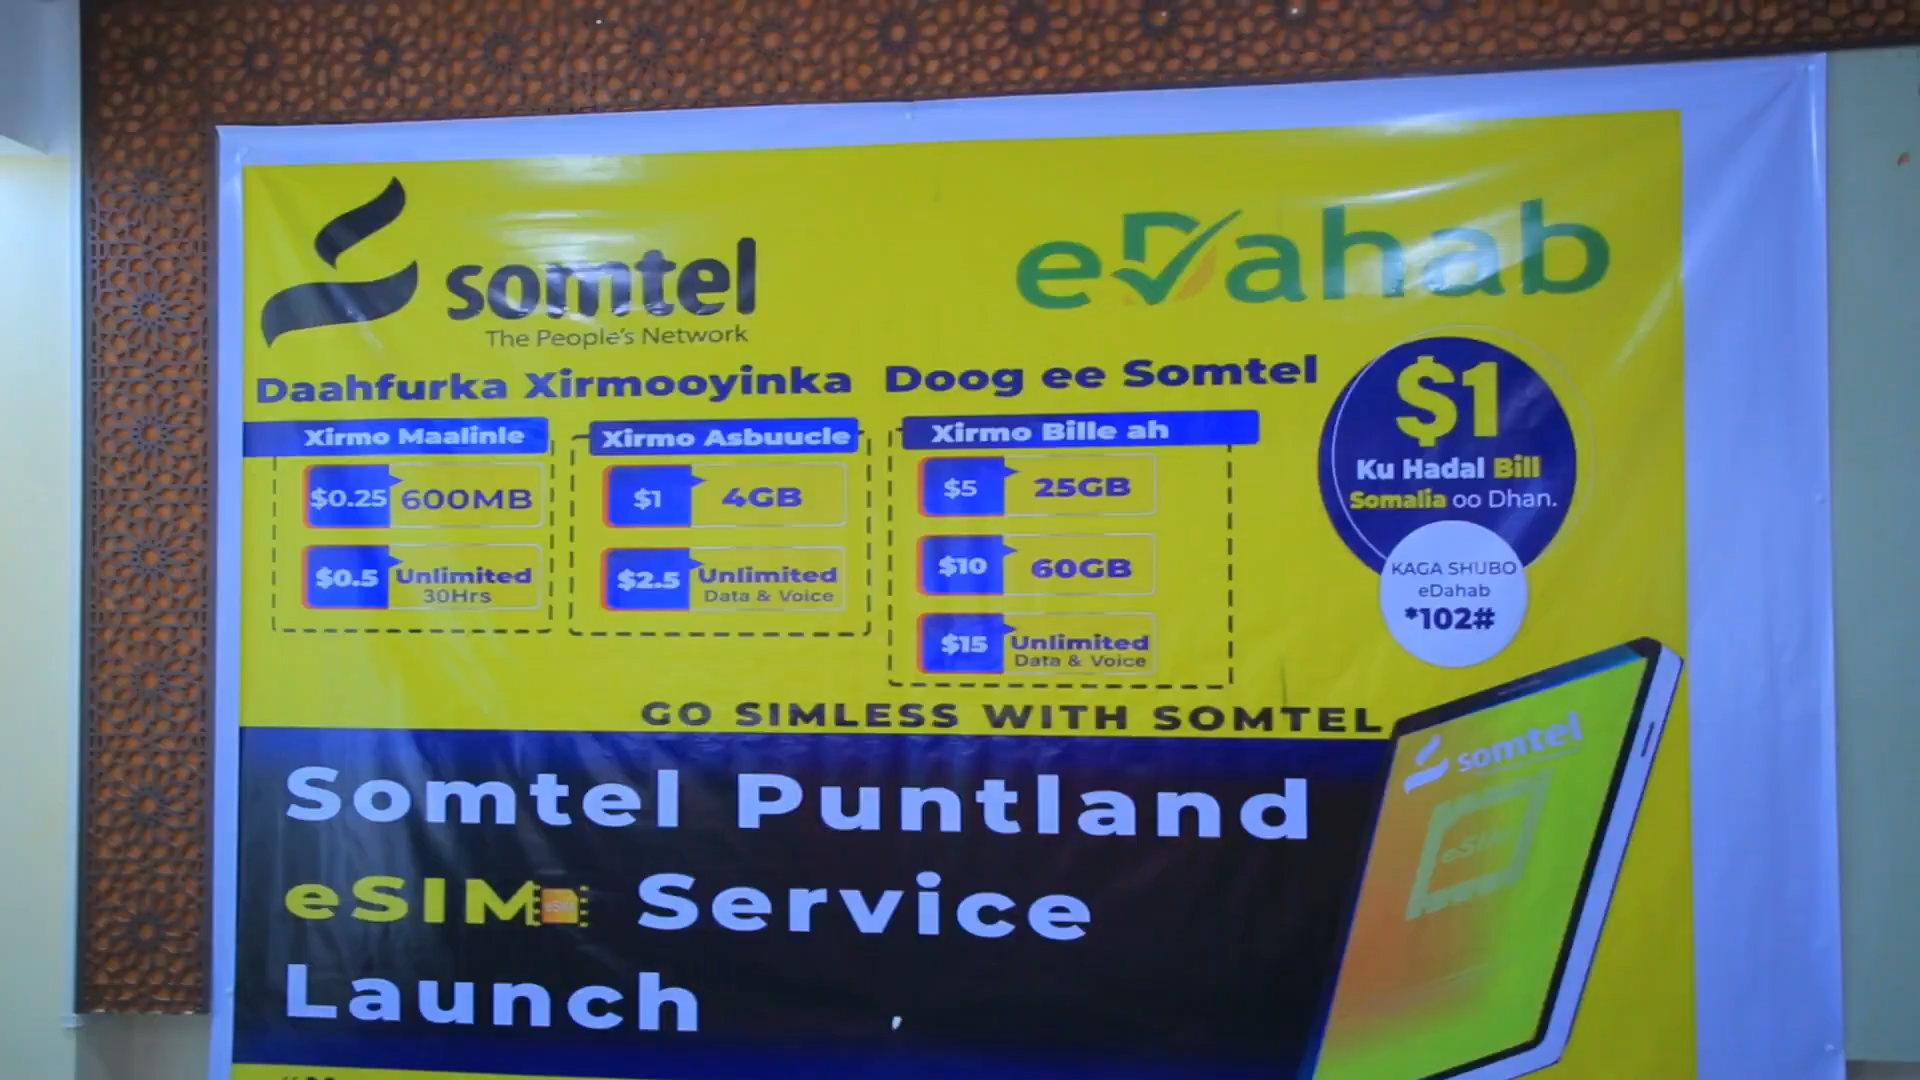 somtel
The People's Network
eDahab
Daahfurka Xirmooyinka Doog ee Somtel
Xirmo Maalinle
$0.25 600MB
$0.5 Unlimited
30Hrs
Xirmo Asbuucle
$1 4GB
$2.5 Unlimited
Data & Voice
Xirmo Bille ah
$5 25GB
$10 60GB
$15 Unlimited
Data & Voice
$1
Ku Hadal Bill
Somalia oo Dhan.
KAGA SHUBO
eDahab
*102#
GO SIMLESS WITH SOMTEL
Somtel Puntland
eSIM Service
Launch
somtel
eSIM